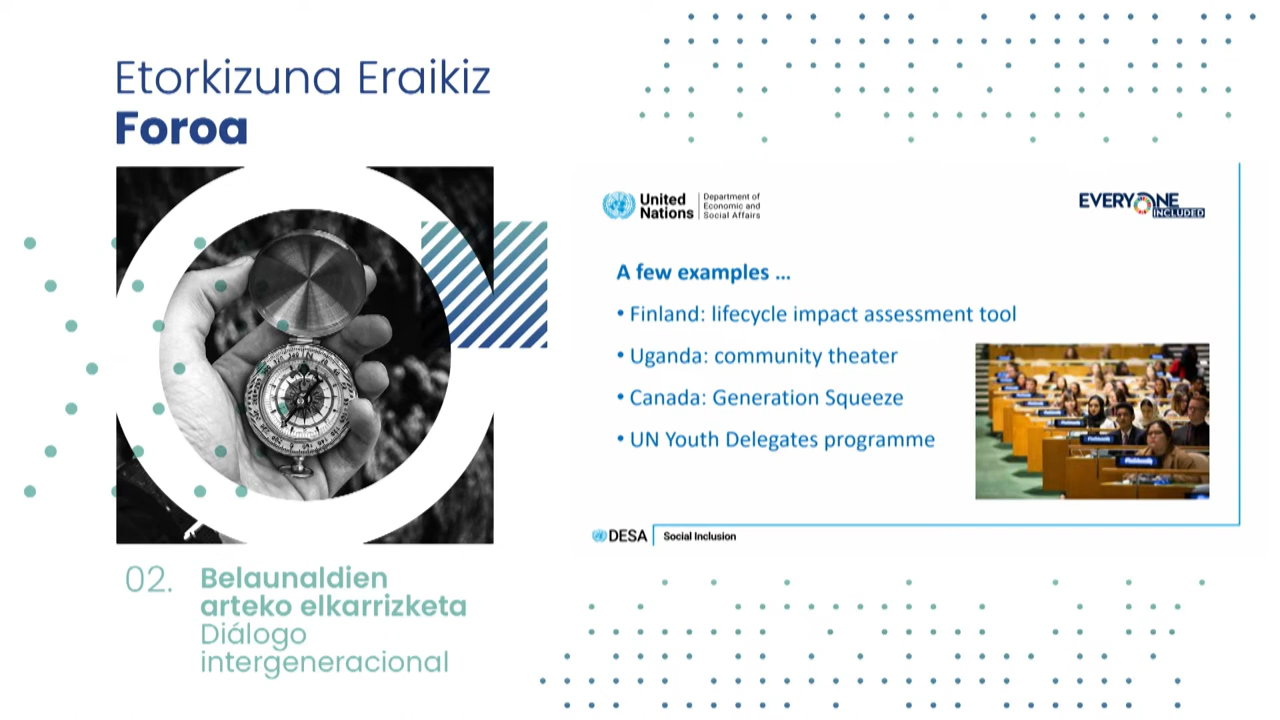 Etorkizuna Eraikiz
Foroa
United
Nations
Department of
Economic and
Social Affairs
EVERYONE
INCLUDED
A few examples ...
• Finland: lifecycle impact assessment tool
• Uganda: community theater
• Canada: Generation Squeeze
• UN Youth Delegates programme
DESA
Social Inclusion
02.
Belaunaldien
arteko elkarrizketa
Diálogo
intergeneracional